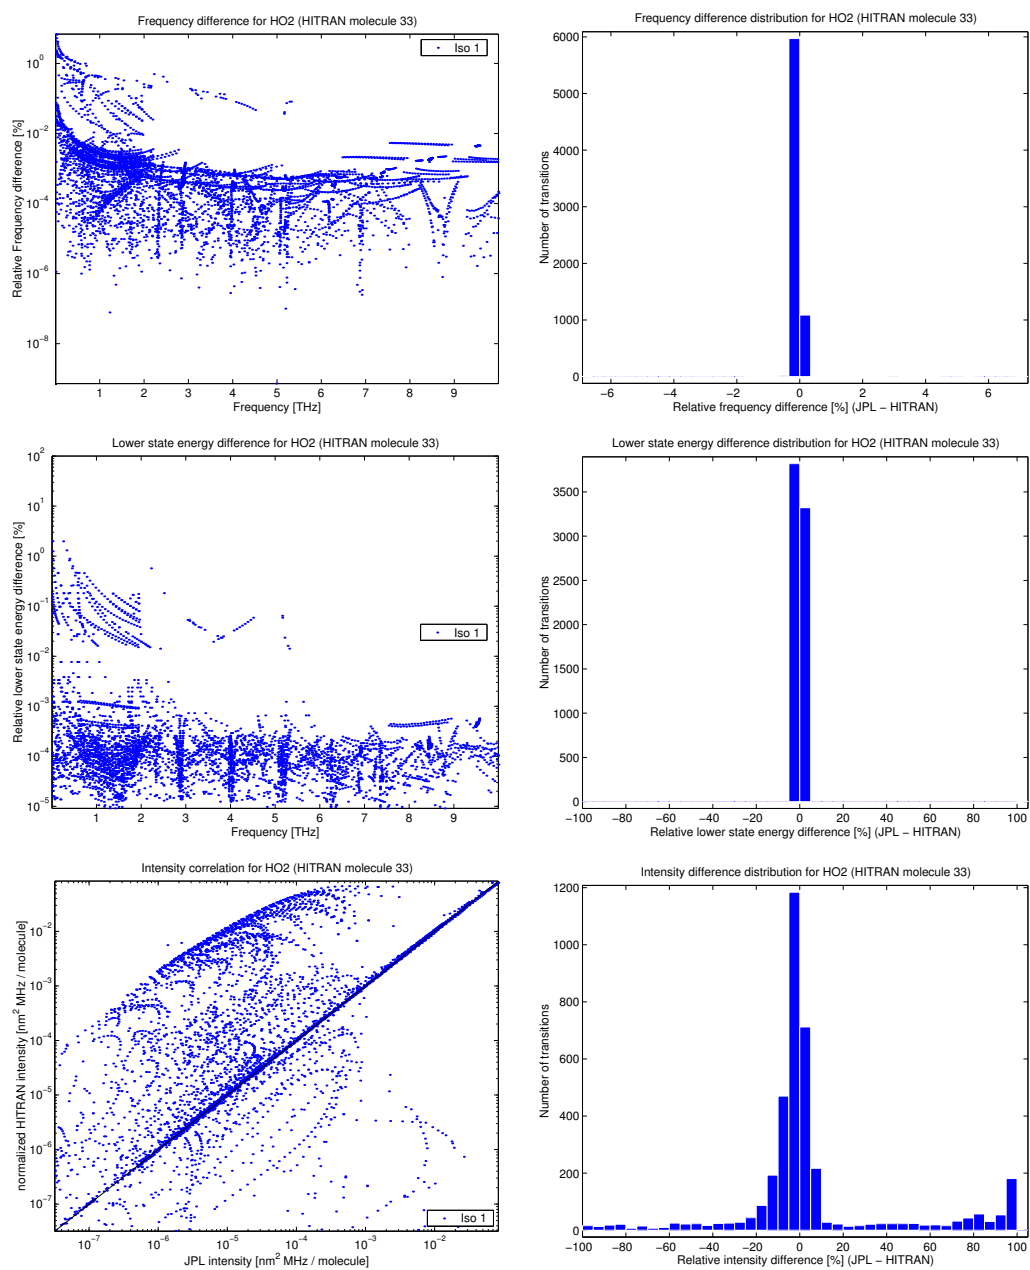 Frequency difference for HO2 (HITRAN molecule 33)
Iso 1
Relative Frequency difference [%]
10^0
10^-2
10^-4
10^-6
10^-8
1 2 3 4 5 6 7 8 9
Frequency [THz]
Frequency difference distribution for HO2 (HITRAN molecule 33)
Number of transitions
6000
5000
4000
3000
2000
1000
0
−6 −4 −2 0 2 4 6
Relative frequency difference [%] (JPL − HITRAN)
Lower state energy difference for HO2 (HITRAN molecule 33)
Iso 1
Relative lower state energy difference [%]
10^2
10^1
10^0
10^-1
10^-2
10^-3
10^-4
10^-5
1 2 3 4 5 6 7 8 9
Frequency [THz]
Lower state energy difference distribution for HO2 (HITRAN molecule 33)
Number of transitions
3500
3000
2500
2000
1500
1000
500
0
−100 −80 −60 −40 −20 0 20 40 60 80 100
Relative lower state energy difference [%] (JPL − HITRAN)
Intensity correlation for HO2 (HITRAN molecule 33)
normalized HITRAN intensity [nm² MHz / molecule]
10^-2
10^-3
10^-4
10^-5
10^-6
10^-7
Iso 1
10^-7 10^-6 10^-5 10^-4 10^-3 10^-2
JPL intensity [nm² MHz / molecule]
Intensity difference distribution for HO2 (HITRAN molecule 33)
Number of transitions
1200
1000
800
600
400
200
0
−100 −80 −60 −40 −20 0 20 40 60 80 100
Relative intensity difference [%] (JPL − HITRAN)